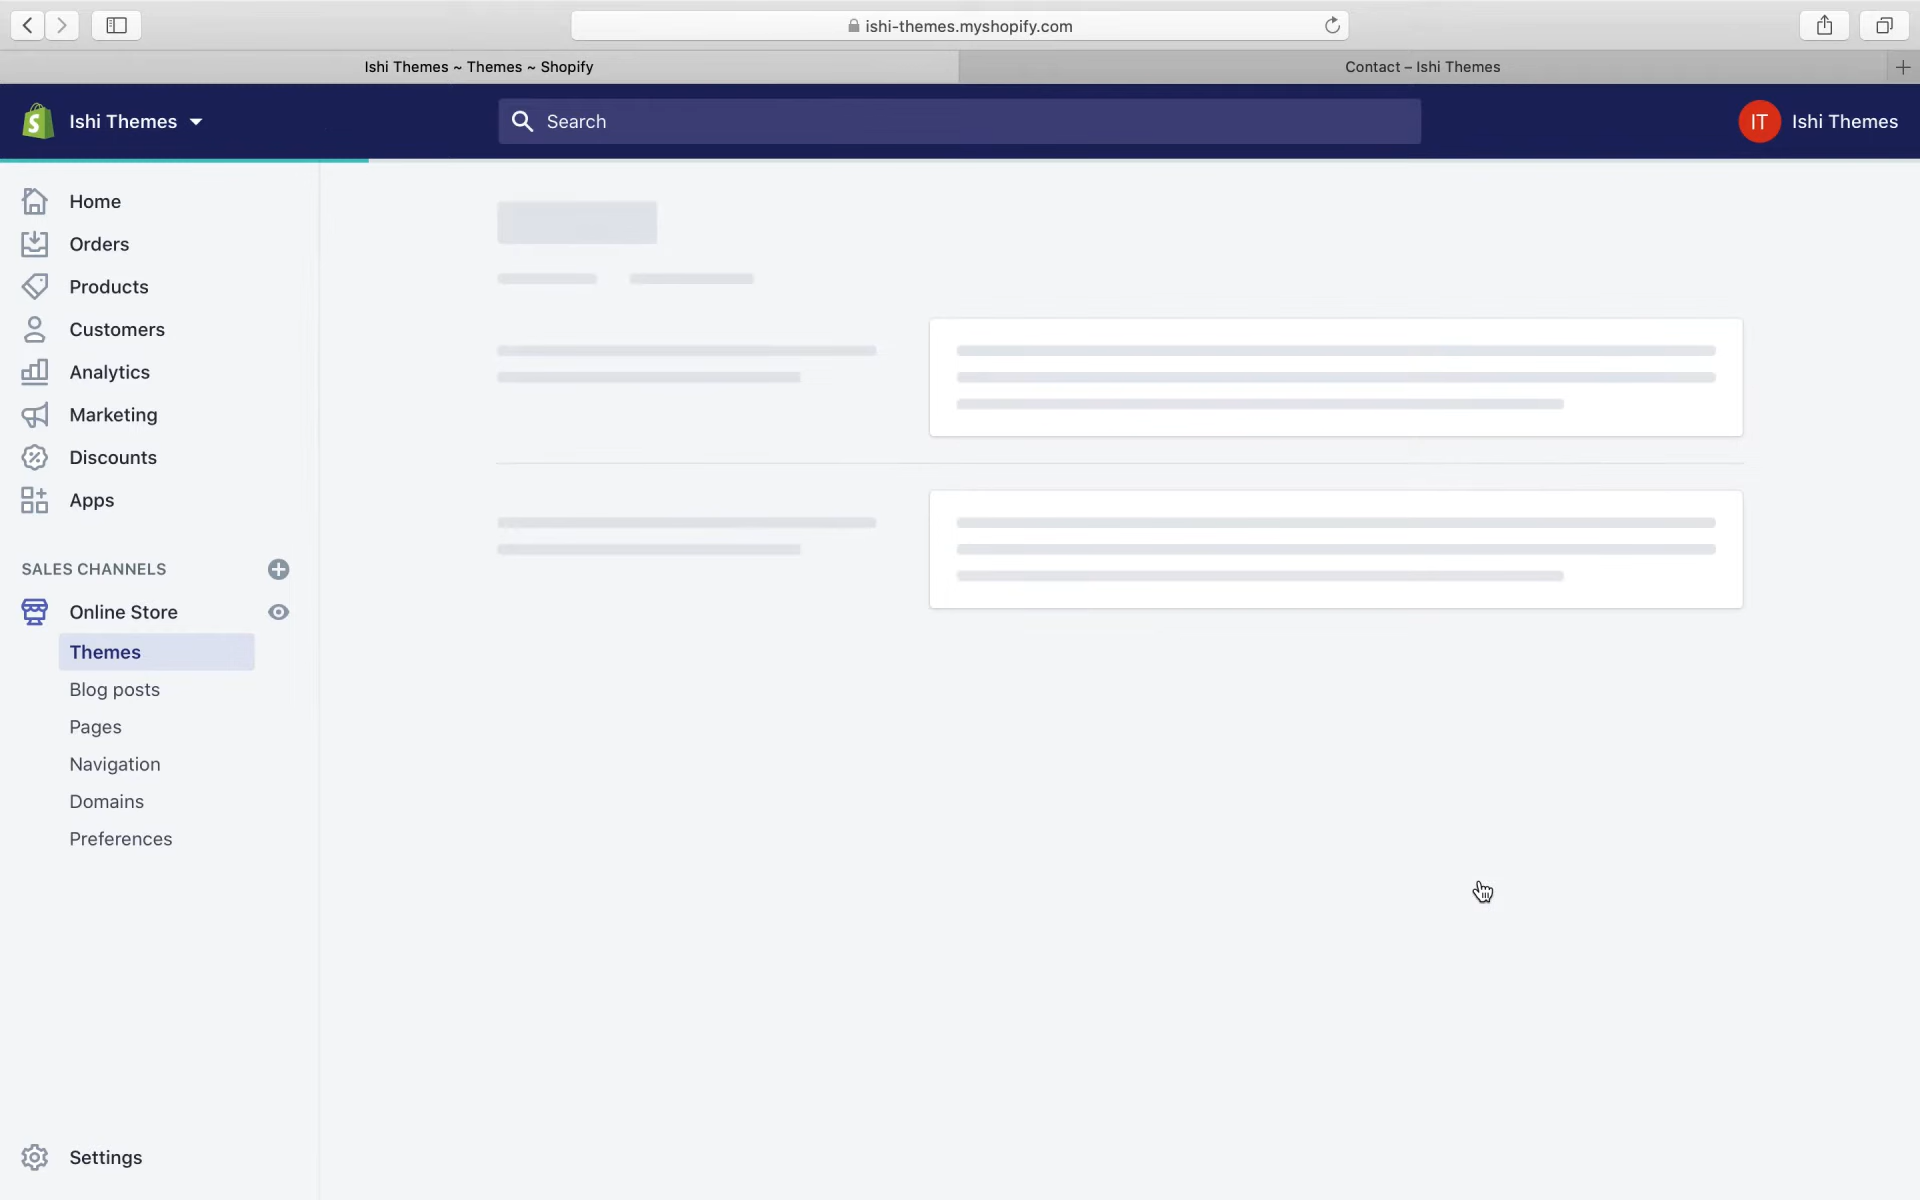 ishi-themes.myshopify.com
Ishi Themes ~ Themes ~ Shopify
Contact – Ishi Themes
Ishi Themes
Search
IT
Ishi Themes
Home
Orders
Products
Customers
Analytics
Marketing
Discounts
Apps
SALES CHANNELS
Online Store
Themes
Blog posts
Pages
Navigation
Domains
Preferences
Settings